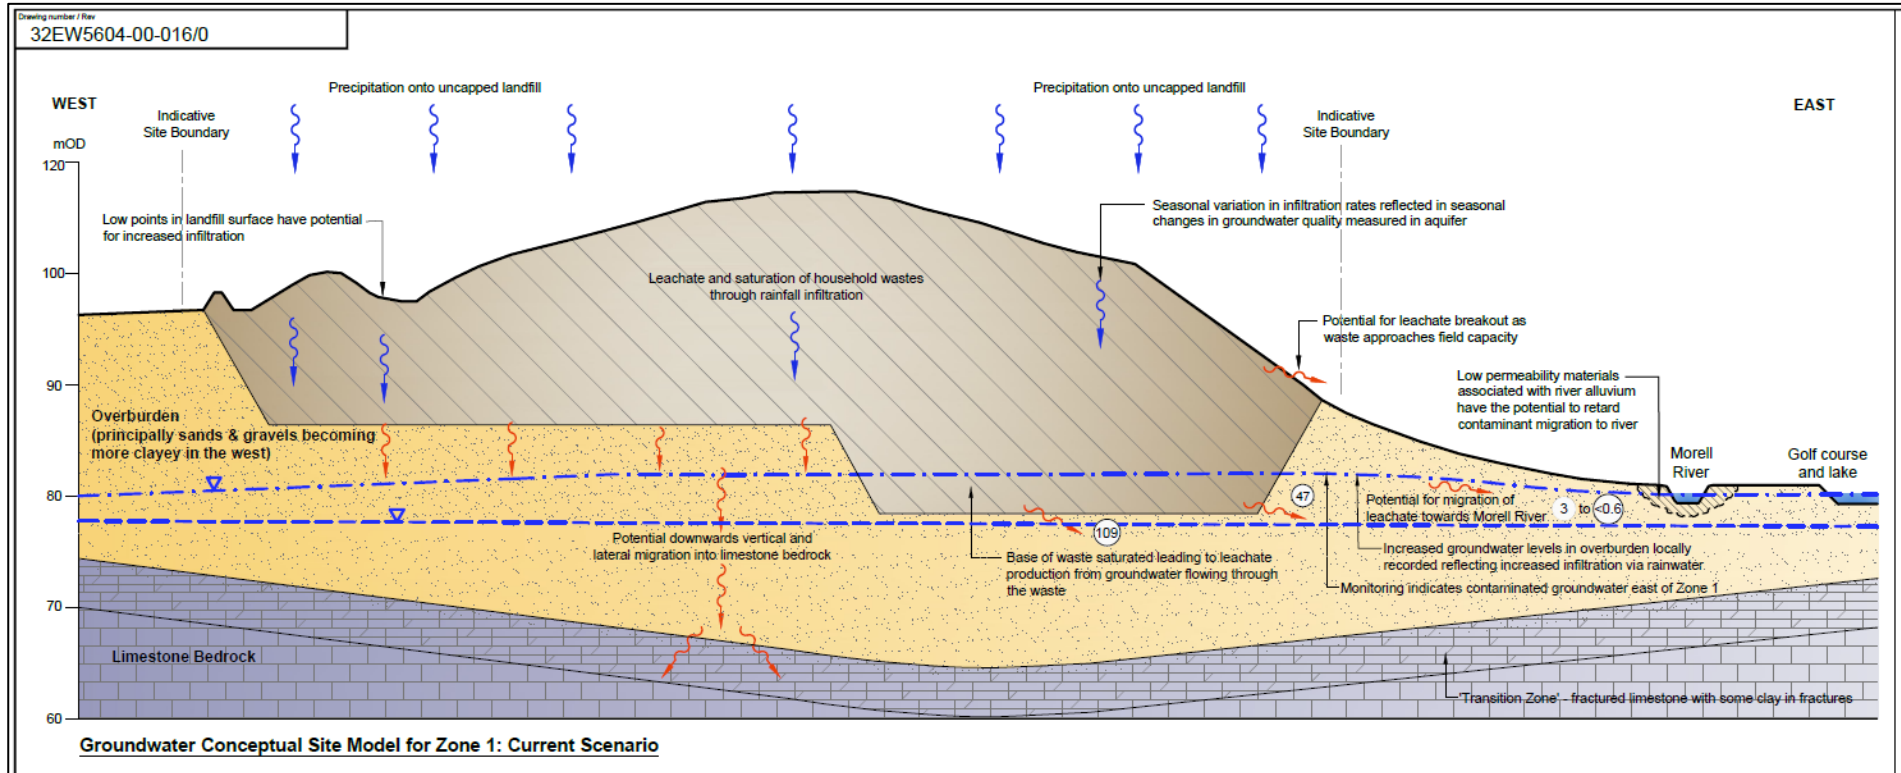 Drawing number / Rev
32EW5604-00-016/0
Precipitation onto uncapped landfill
Precipitation onto uncapped landfill
WEST
EAST
Indicative
Site Boundary
Indicative
Site Boundary
mOD
120
100
90
80
70
60
Low points in landfill surface have potential
for increased infiltration
Seasonal variation in infiltration rates reflected in seasonal
changes in groundwater quality measured in aquifer
Leachate and saturation of household wastes
through rainfall infiltration
Potential for leachate breakout as
waste approaches field capacity
Low permeability materials
associated with river alluvium
have the potential to retard
contaminant migration to river
Overburden
(principally sands & gravels becoming
more clayey in the west)
Morell
River
Golf course
and lake
47
Potential for migration of
leachate towards Morell River
3 to <0.6
109
Potential downwards vertical and
lateral migration into limestone bedrock
Base of waste saturated leading to leachate
production from groundwater flowing through
the waste
Increased groundwater levels in overburden locally
recorded reflecting increased infiltration via rainwater.
Monitoring indicates contaminated groundwater east of Zone 1
Limestone Bedrock
'Transition Zone' - fractured limestone with some clay in fractures
Groundwater Conceptual Site Model for Zone 1: Current Scenario